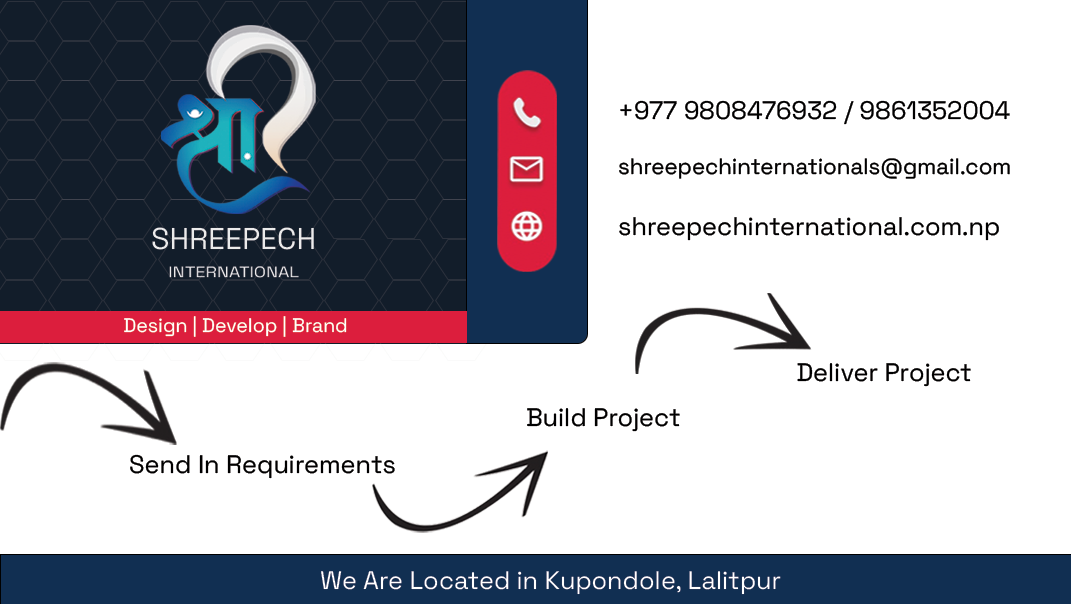 श्री
SHREEPECH
INTERNATIONAL
Design | Develop | Brand
+977 9808476932 / 9861352004
shreepechinternationals@gmail.com
shreepechinternational.com.np
Deliver Project
Build Project
Send In Requirements
We Are Located in Kupondole, Lalitpur